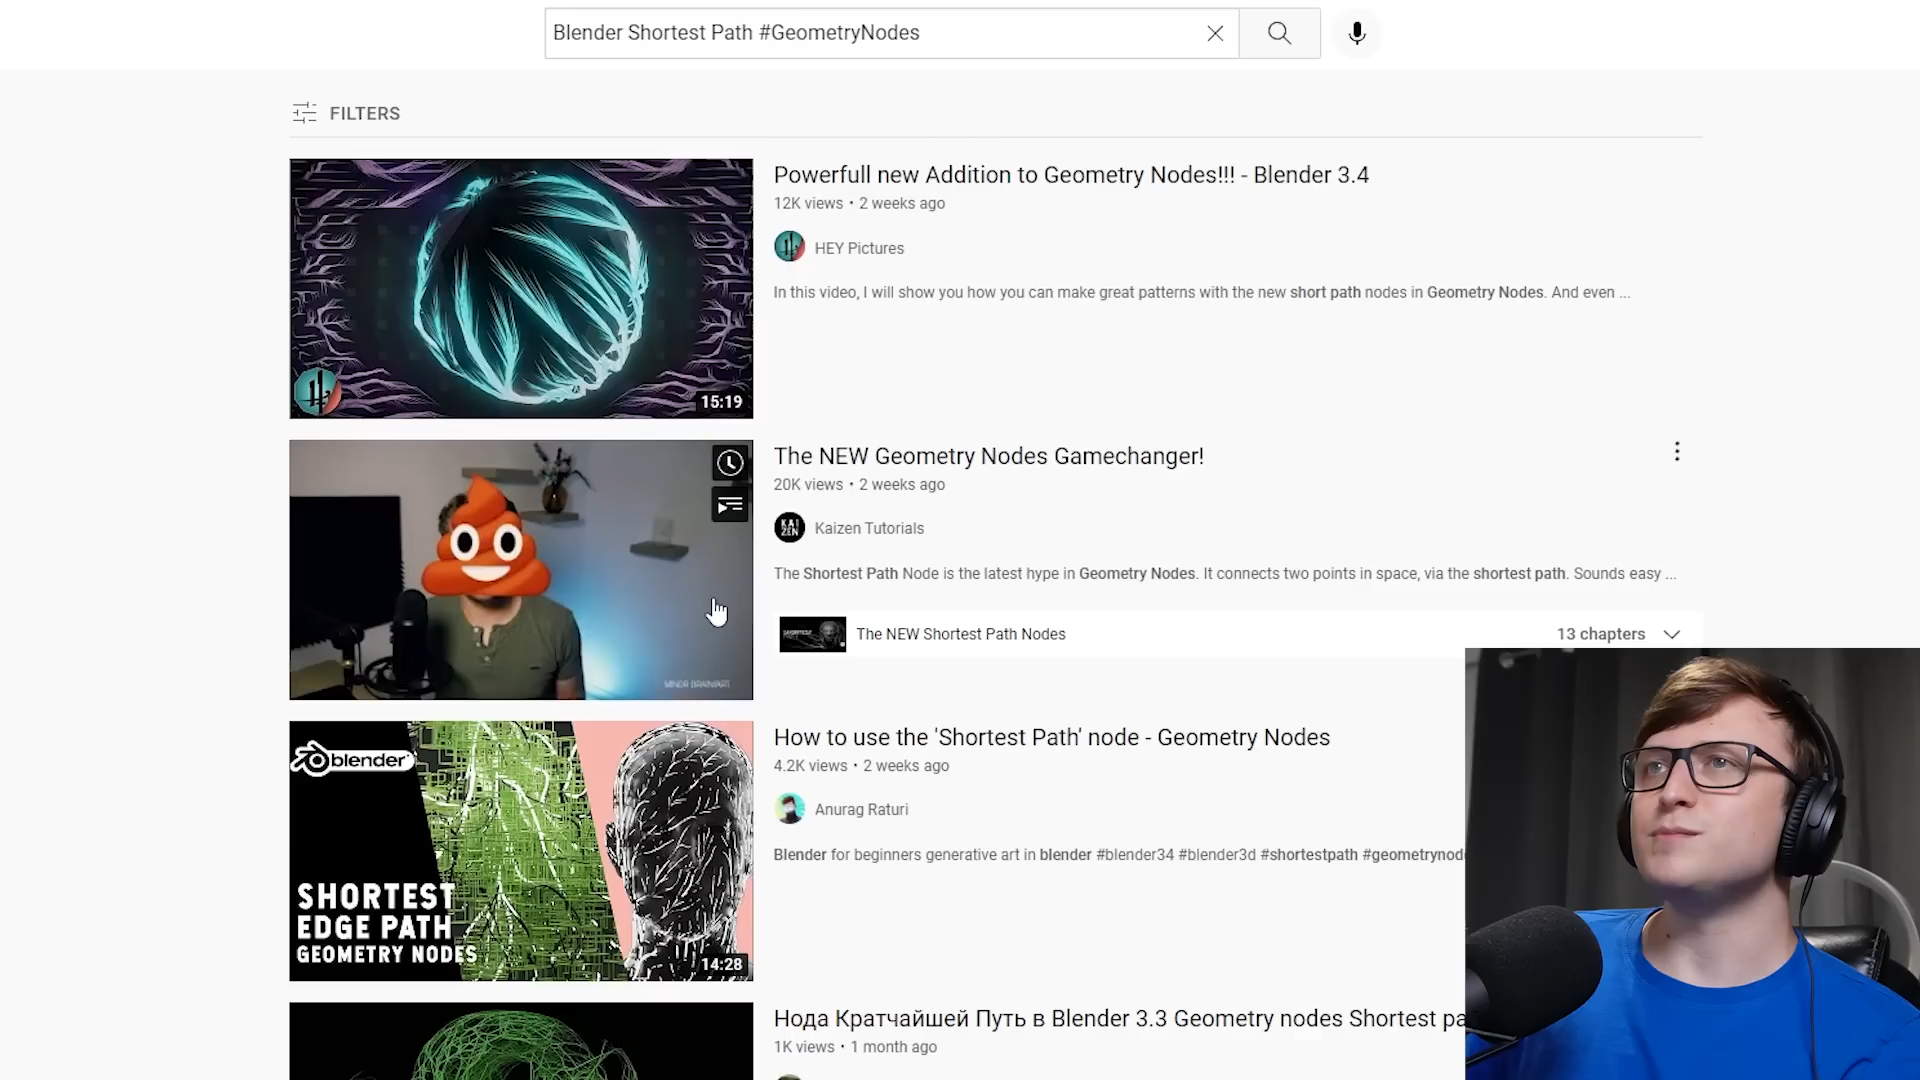 Blender Shortest Path #GeometryNodes
FILTERS
Powerfull new Addition to Geometry Nodes!!! - Blender 3.4
12K views • 2 weeks ago
HEY Pictures
In this video, I will show you how you can make great patterns with the new short path nodes in Geometry Nodes. And even ...
15:19
The NEW Geometry Nodes Gamechanger!
20K views • 2 weeks ago
KAI
ZEN
Kaizen Tutorials
The Shortest Path Node is the latest hype in Geometry Nodes. It connects two points in space, via the shortest path. Sounds easy ...
The NEW Shortest Path Nodes
13 chapters
MINOR BRAINFART
How to use the 'Shortest Path' node - Geometry Nodes
4.2K views • 2 weeks ago
Anurag Raturi
Blender for beginners generative art in blender #blender34 #blender3d #shortestpath #geometrynod
blender
SHORTEST
EDGE PATH
GEOMETRY NODES
14:28
Нода Кратчайшей Путь в Blender 3.3 Geometry nodes Shortest pa
1K views • 1 month ago